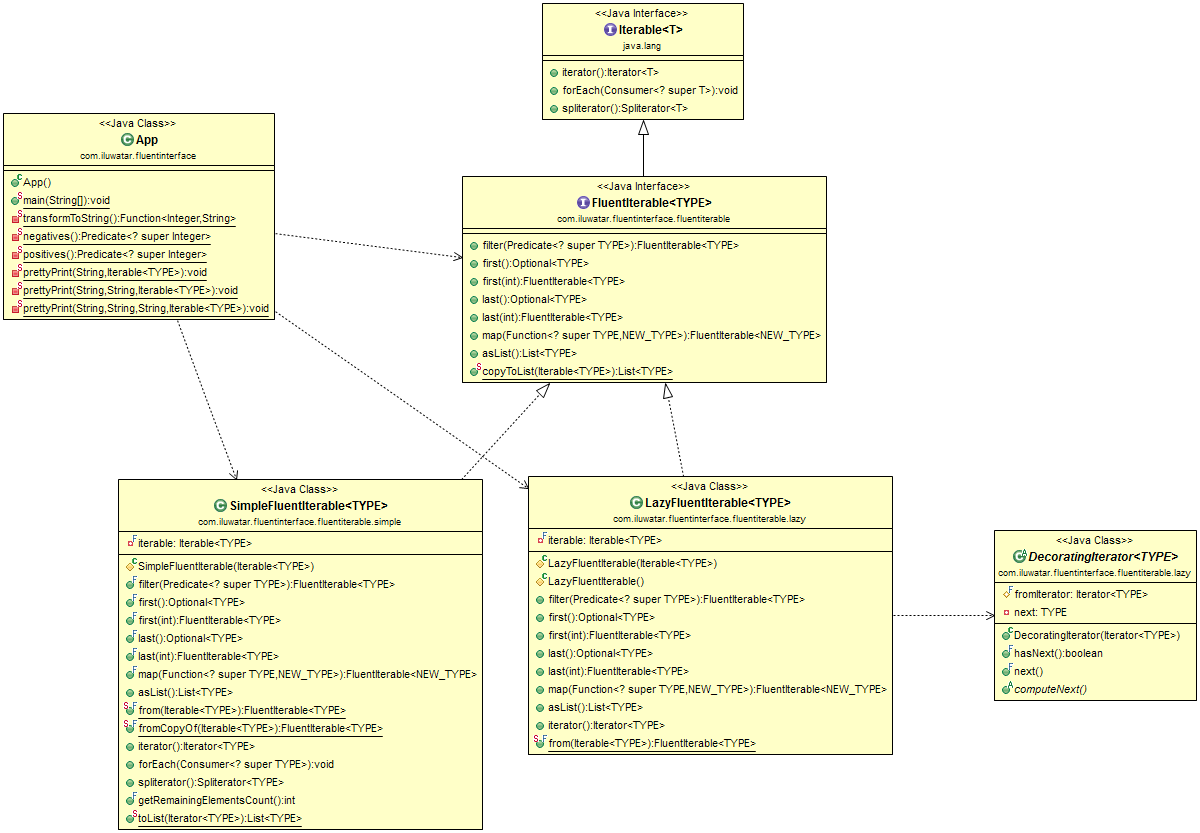 <<Java Interface>>
Iterable<T>
java.lang
iterator():Iterator<T>
forEach(Consumer<? super T>):void
spliterator():Spliterator<T>
<<Java Class>>
App
com.iluwatar.fluentinterface
App()
main(String[]):void
transformToString():Function<Integer,String>
negatives():Predicate<? super Integer>
positives():Predicate<? super Integer>
prettyPrint(String,Iterable<TYPE>):void
prettyPrint(String,String,Iterable<TYPE>):void
prettyPrint(String,String,String,Iterable<TYPE>):void
<<Java Interface>>
FluentIterable<TYPE>
com.iluwatar.fluentinterface.fluentiterable
filter(Predicate<? super TYPE>):FluentIterable<TYPE>
first():Optional<TYPE>
first(int):FluentIterable<TYPE>
last():Optional<TYPE>
last(int):FluentIterable<TYPE>
map(Function<? super TYPE,NEW_TYPE>):FluentIterable<NEW_TYPE>
asList():List<TYPE>
copyToList(Iterable<TYPE>):List<TYPE>
<<Java Class>>
SimpleFluentIterable<TYPE>
com.iluwatar.fluentinterface.fluentiterable.simple
iterable: Iterable<TYPE>
SimpleFluentIterable(Iterable<TYPE>)
filter(Predicate<? super TYPE>):FluentIterable<TYPE>
first():Optional<TYPE>
first(int):FluentIterable<TYPE>
last():Optional<TYPE>
last(int):FluentIterable<TYPE>
map(Function<? super TYPE,NEW_TYPE>):FluentIterable<NEW_TYPE>
asList():List<TYPE>
from(Iterable<TYPE>):FluentIterable<TYPE>
fromCopyOf(Iterable<TYPE>):FluentIterable<TYPE>
iterator():Iterator<TYPE>
forEach(Consumer<? super TYPE>):void
spliterator():Spliterator<TYPE>
getRemainingElementsCount():int
toList(Iterator<TYPE>):List<TYPE>
<<Java Class>>
LazyFluentIterable<TYPE>
com.iluwatar.fluentinterface.fluentiterable.lazy
iterable: Iterable<TYPE>
LazyFluentIterable(Iterable<TYPE>)
LazyFluentIterable()
filter(Predicate<? super TYPE>):FluentIterable<TYPE>
first():Optional<TYPE>
first(int):FluentIterable<TYPE>
last():Optional<TYPE>
last(int):FluentIterable<TYPE>
map(Function<? super TYPE,NEW_TYPE>):FluentIterable<NEW_TYPE>
asList():List<TYPE>
iterator():Iterator<TYPE>
from(Iterable<TYPE>):FluentIterable<TYPE>
<<Java Class>>
DecoratingIterator<TYPE>
com.iluwatar.fluentinterface.fluentiterable.lazy
fromIterator: Iterator<TYPE>
next: TYPE
DecoratingIterator(Iterator<TYPE>)
hasNext():boolean
next()
computeNext()